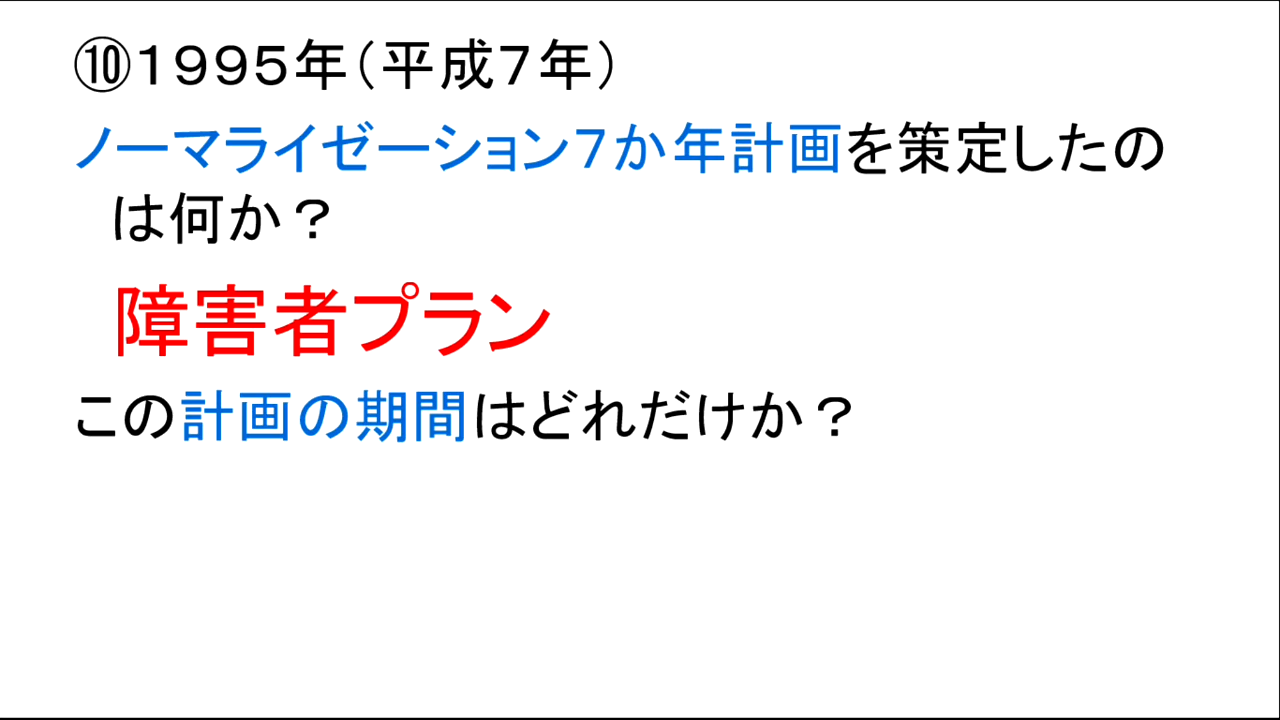 ⑩１９９５年（平成７年）
ノーマライゼーション７か年計画を策定したの
は何か？
障害者プラン
この計画の期間はどれだけか？